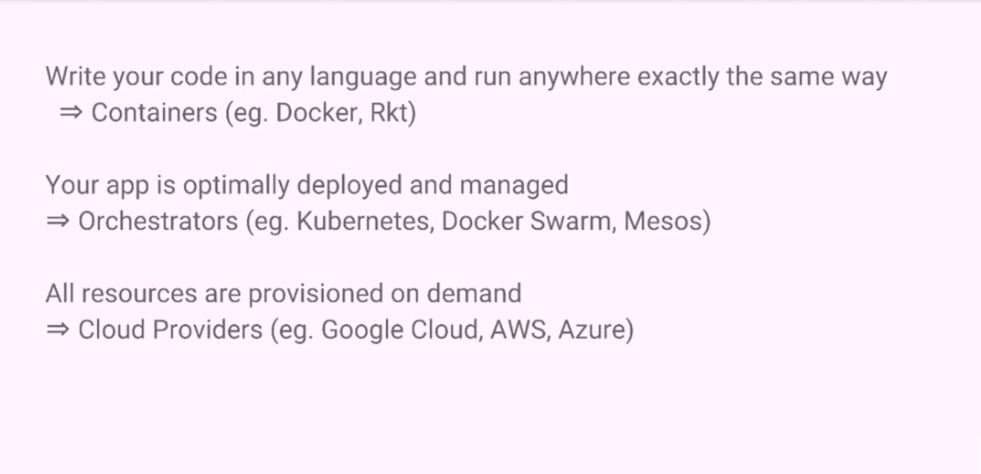 Write your code in any language and run anywhere exactly the same way
⇒ Containers (eg. Docker, Rkt)
Your app is optimally deployed and managed
⇒ Orchestrators (eg. Kubernetes, Docker Swarm, Mesos)
All resources are provisioned on demand
⇒ Cloud Providers (eg. Google Cloud, AWS, Azure)